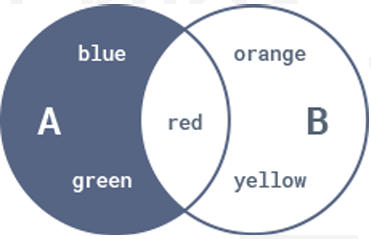 blue
orange
A
red
B
green
yellow